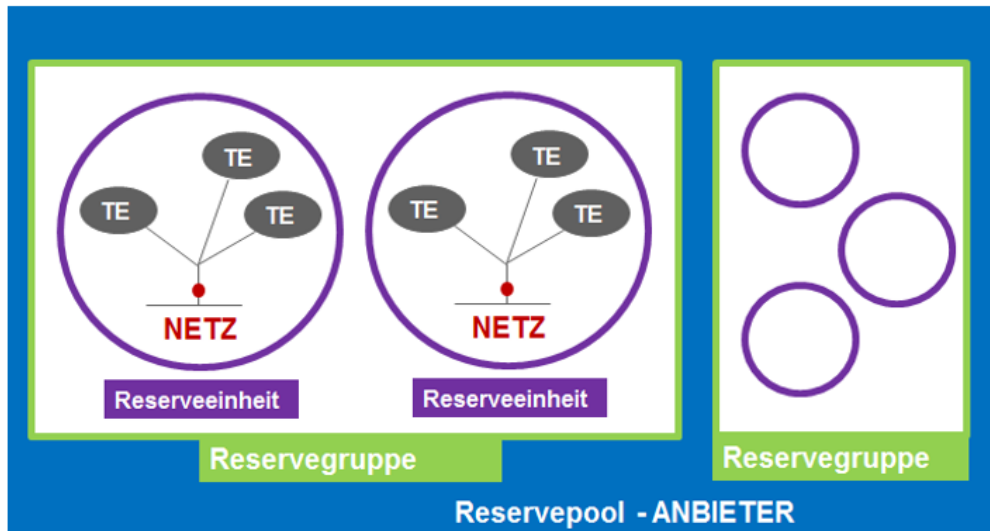 TE
TE
TE
NETZ
Reserveeinheit
TE
TE
TE
NETZ
Reserveeinheit
Reservegruppe
Reservegruppe
Reservepool - ANBIETER